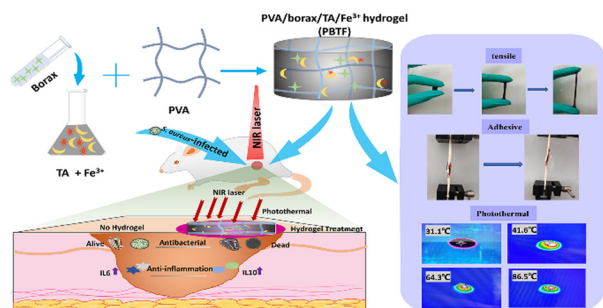 PVA/borax/TA/Fe³⁺ hydrogel
(PBTF)
Borax
PVA
TA + Fe³⁺
S. aureus-infected
NIR laser
NIR laser
Photothermal
No Hydrogel
Hydrogel Treatment
Alive
Antibacterial
Dead
IL6
Anti-inflammation
IL10
tensile
Adhesive
Photothermal
31.1℃
41.6℃
64.3℃
86.5℃